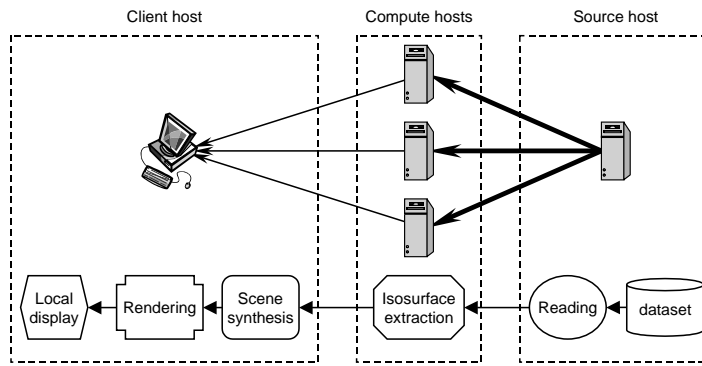 Client host
Compute hosts
Source host
Local
display
Rendering
Scene
synthesis
Isosurface
extraction
Reading
dataset